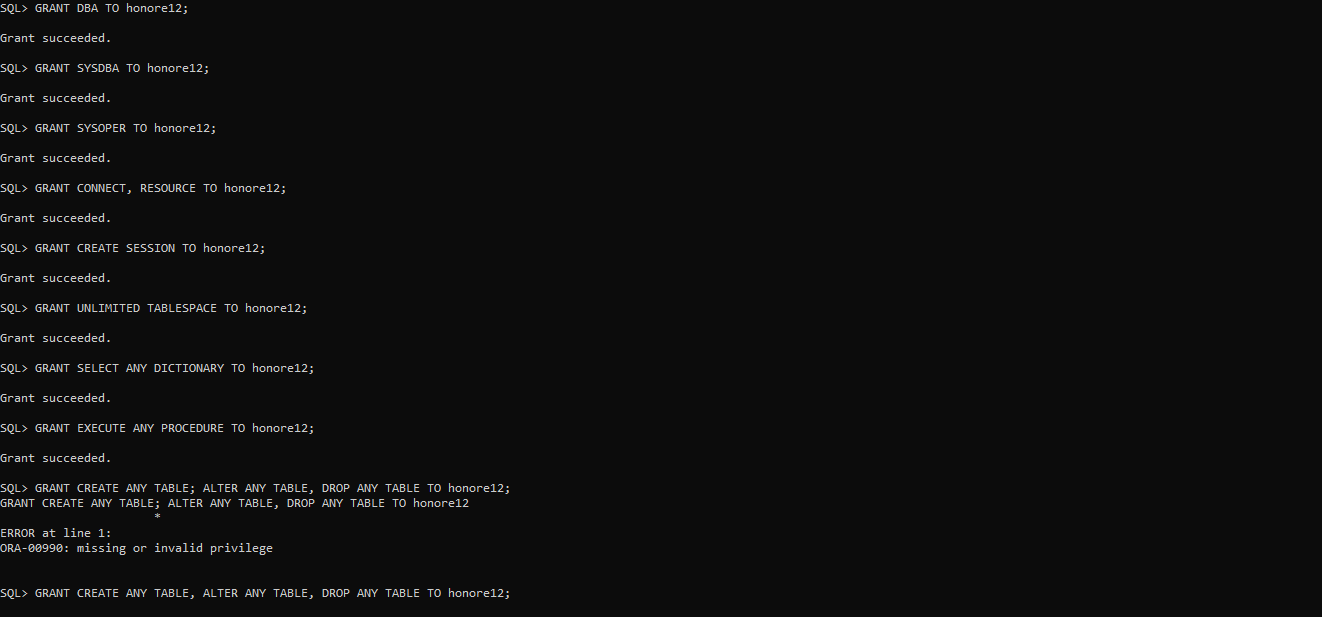 SQL> GRANT DBA TO honore12;
Grant succeeded.
SQL> GRANT SYSDBA TO honore12;
Grant succeeded.
SQL> GRANT SYSOPER TO honore12;
Grant succeeded.
SQL> GRANT CONNECT, RESOURCE TO honore12;
Grant succeeded.
SQL> GRANT CREATE SESSION TO honore12;
Grant succeeded.
SQL> GRANT UNLIMITED TABLESPACE TO honore12;
Grant succeeded.
SQL> GRANT SELECT ANY DICTIONARY TO honore12;
Grant succeeded.
SQL> GRANT EXECUTE ANY PROCEDURE TO honore12;
Grant succeeded.
SQL> GRANT CREATE ANY TABLE; ALTER ANY TABLE, DROP ANY TABLE TO honore12;
GRANT CREATE ANY TABLE; ALTER ANY TABLE, DROP ANY TABLE TO honore12
*
ERROR at line 1:
ORA-00990: missing or invalid privilege
SQL> GRANT CREATE ANY TABLE, ALTER ANY TABLE, DROP ANY TABLE TO honore12;